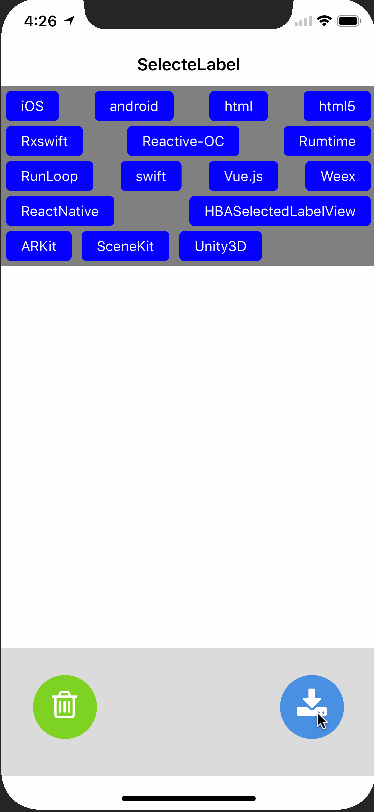 4:26
SelecteLabel
iOS android html html5
Rxswift Reactive-OC Rumtime
RunLoop swift Vue.js Weex
ReactNative HBASelectedLabelView
ARKit SceneKit Unity3D